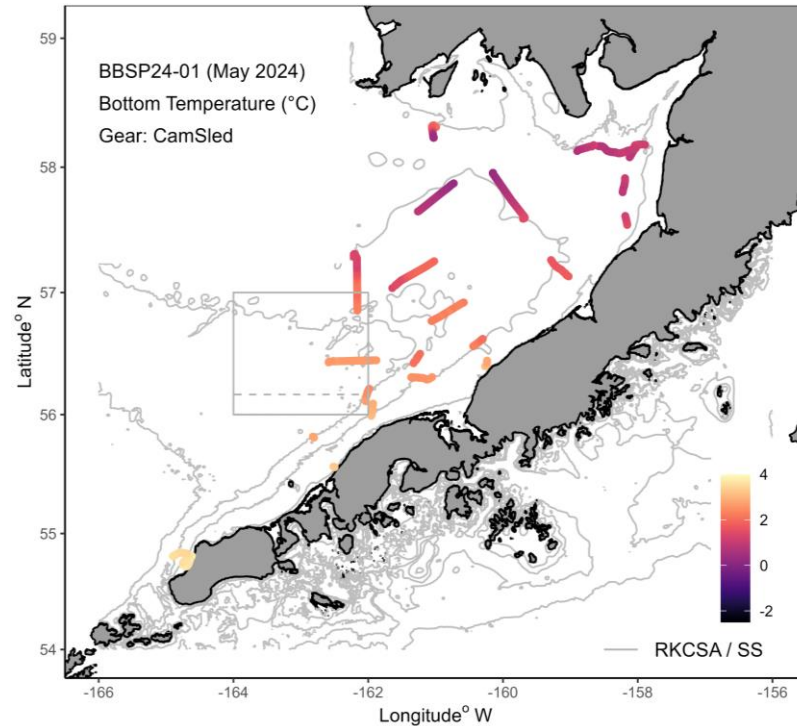 BBSP24-01 (May 2024)
Bottom Temperature (°C)
Gear: CamSled
59
58
57
56
55
54
Latitude° N
4
2
0
-2
RKCSA / SS
-166
-164
-162
-160
-158
-156
Longitude° W